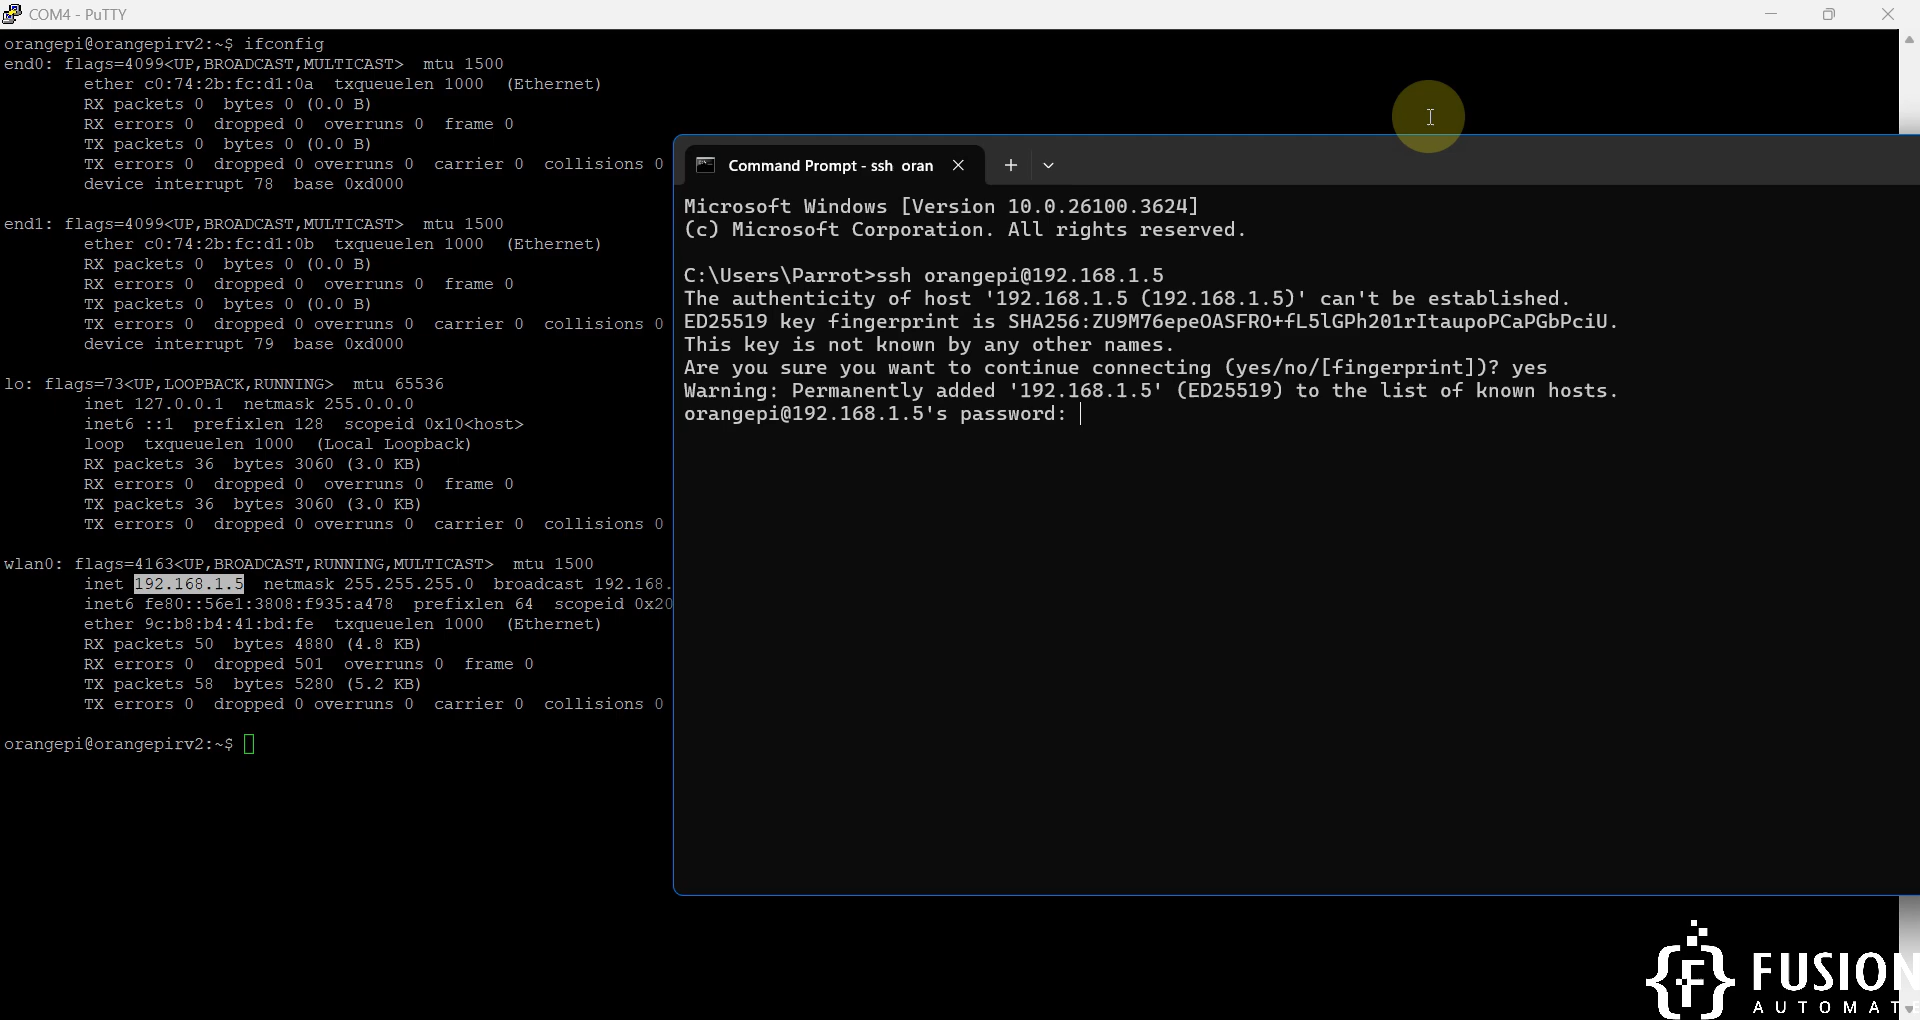 COM4 - PuTTY
orangepi@orangepirv2:~$ ifconfig
end0: flags=4099<UP,BROADCAST,MULTICAST>  mtu 1500
        ether c0:74:2b:fc:d1:0a  txqueuelen 1000  (Ethernet)
        RX packets 0  bytes 0 (0.0 B)
        RX errors 0  dropped 0  overruns 0  frame 0
        TX packets 0  bytes 0 (0.0 B)
        TX errors 0  dropped 0 overruns 0  carrier 0  collisions 0
        device interrupt 78  base 0xd000
end1: flags=4099<UP,BROADCAST,MULTICAST>  mtu 1500
        ether c0:74:2b:fc:d1:0b  txqueuelen 1000  (Ethernet)
        RX packets 0  bytes 0 (0.0 B)
        RX errors 0  dropped 0  overruns 0  frame 0
        TX packets 0  bytes 0 (0.0 B)
        TX errors 0  dropped 0 overruns 0  carrier 0  collisions 0
        device interrupt 79  base 0xd000
lo: flags=73<UP,LOOPBACK,RUNNING>  mtu 65536
        inet 127.0.0.1  netmask 255.0.0.0
        inet6 ::1  prefixlen 128  scopeid 0x10<host>
        loop  txqueuelen 1000  (Local Loopback)
        RX packets 36  bytes 3060 (3.0 KB)
        RX errors 0  dropped 0  overruns 0  frame 0
        TX packets 36  bytes 3060 (3.0 KB)
        TX errors 0  dropped 0 overruns 0  carrier 0  collisions 0
wlan0: flags=4163<UP,BROADCAST,RUNNING,MULTICAST>  mtu 1500
        inet 192.168.1.5  netmask 255.255.255.0  broadcast 192.168.
        inet6 fe80::56e1:3808:f935:a478  prefixlen 64  scopeid 0x20
        ether 9c:b8:b4:41:bd:fe  txqueuelen 1000  (Ethernet)
        RX packets 50  bytes 4880 (4.8 KB)
        RX errors 0  dropped 501  overruns 0  frame 0
        TX packets 58  bytes 5280 (5.2 KB)
        TX errors 0  dropped 0 overruns 0  carrier 0  collisions 0
orangepi@orangepirv2:~$
Command Prompt - ssh  oran
Microsoft Windows [Version 10.0.26100.3624]
(c) Microsoft Corporation. All rights reserved.
C:\Users\Parrot>ssh orangepi@192.168.1.5
The authenticity of host '192.168.1.5 (192.168.1.5)' can't be established.
ED25519 key fingerprint is SHA256:ZU9M76epeOASFRO+fL5lGPh201rItaupoPCaPGbPciU.
This key is not known by any other names.
Are you sure you want to continue connecting (yes/no/[fingerprint])? yes
Warning: Permanently added '192.168.1.5' (ED25519) to the list of known hosts.
orangepi@192.168.1.5's password:
{F} FUSION
AUTOMAT